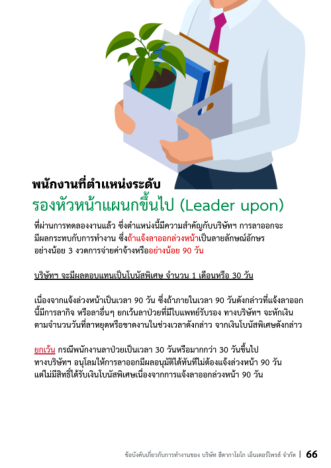 พนักงานที่ตำแหน่งระดับ
รองหัวหน้าแผนกขึ้นไป (Leader upon)
ที่ผ่านการทดลองงานแล้ว ซึ่งตำแหน่งนี้มีความสำคัญกับบริษัทฯ การลาออกจะ
มีผลกระทบกับการทำงาน ซึ่งถ้าแจ้งลาออกล่วงหน้าเป็นลายลักษณ์อักษร
อย่างน้อย 3 งวดการจ่ายค่าจ้างหรืออย่างน้อย 90 วัน
บริษัทฯ จะมีผลตอบแทนเป็นโบนัสพิเศษ จำนวน 1 เดือนหรือ 30 วัน
เนื่องจากแจ้งล่วงหน้าเป็นเวลา 90 วัน ซึ่งถ้าภายในเวลา 90 วันดังกล่าวที่แจ้งลาออก
นี้มีการลากิจ หรือลาอื่นๆ ยกเว้นลาป่วยที่มีใบแพทย์รับรอง ทางบริษัทฯ จะหักเงิน
ตามจำนวนวันที่ลาหยุดหรือขาดงานในช่วงเวลาดังกล่าว จากเงินโบนัสพิเศษดังกล่าว
ยกเว้น กรณีพนักงานลาป่วยเป็นเวลา 30 วันหรือมากกว่า 30 วันขึ้นไป
ทางบริษัทฯ อนุโลมให้การลาออกมีผลอนุมัติได้ทันทีไม่ต้องแจ้งล่วงหน้า 90 วัน
แต่ไม่มีสิทธิ์ได้รับเงินโบนัสพิเศษเนื่องจากการแจ้งลาออกล่วงหน้า 90 วัน
ข้อบังคับเกี่ยวกับการทำงานของ บริษัท ฮีดากาโยโก เอ็นเตอร์ไพรส์ จำกัด | 66